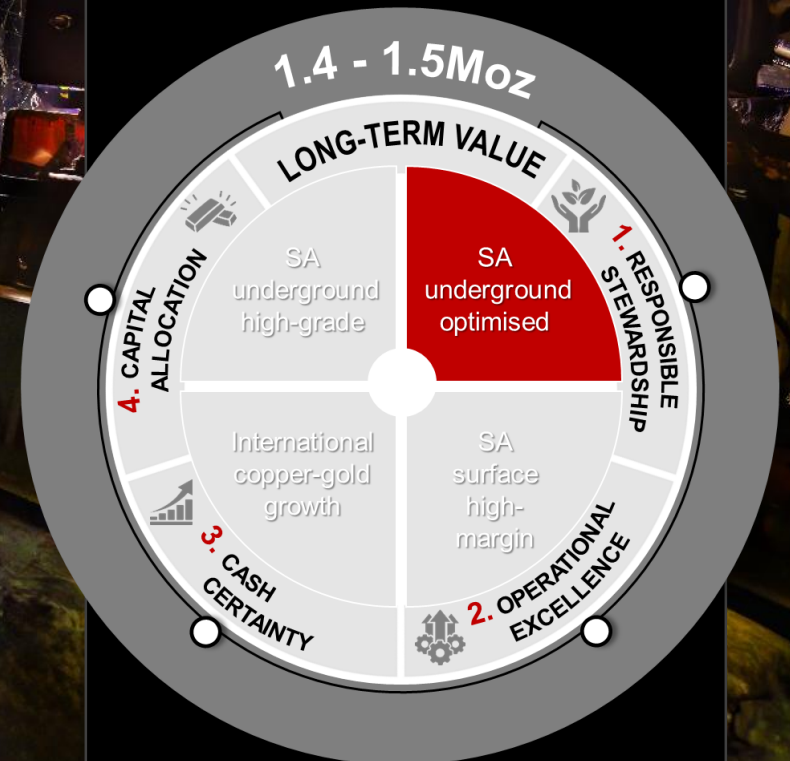 1.4 - 1.5Moz
LONG-TERM VALUE
SA
underground
high-grade
SA
underground
optimised
International
copper-gold
growth
SA
surface
high-
margin
1. RESPONSIBLE
STEWARDSHIP
2. OPERATIONAL
EXCELLENCE
3. CASH
CERTAINTY
4. CAPITAL
ALLOCATION